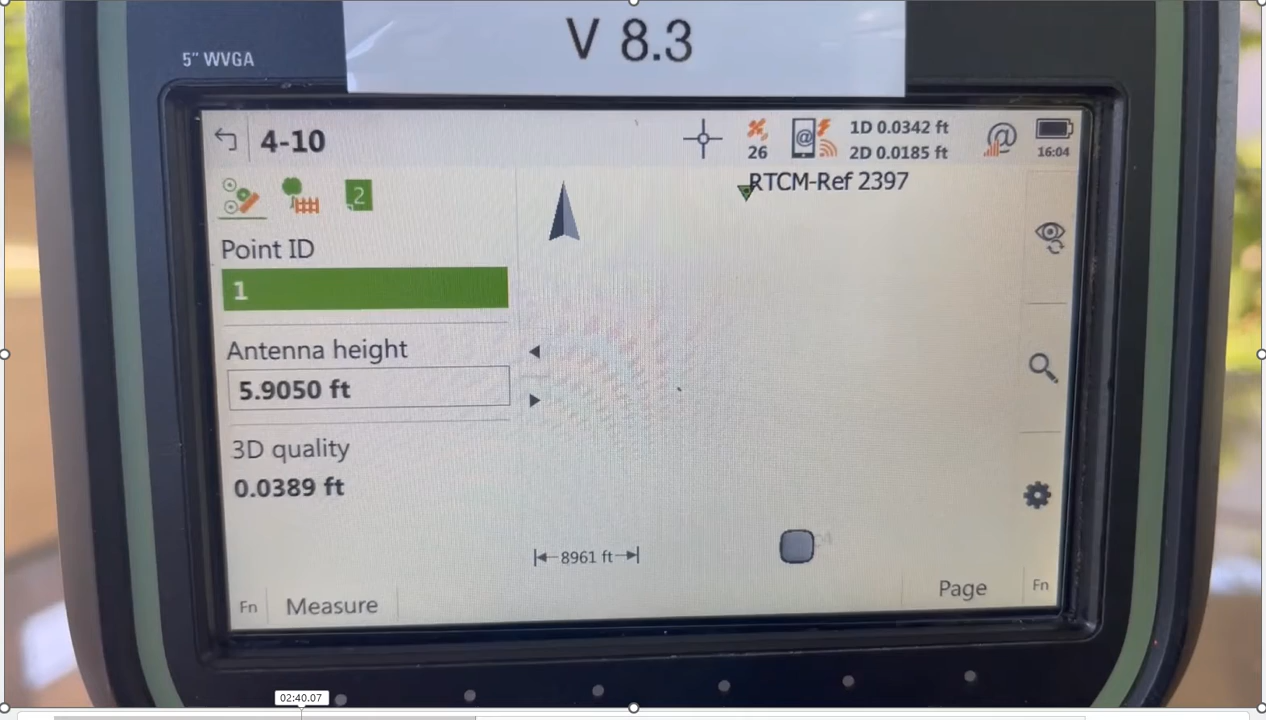 V 8.3
5" WVGA
4-10
26
@
1D 0.0342 ft
2D 0.0185 ft
@
16:04
2
RTCM-Ref 2397
Point ID
1
Antenna height
5.9050 ft
3D quality
0.0389 ft
8961 ft
Fn
Measure
Page
Fn
02:40.07